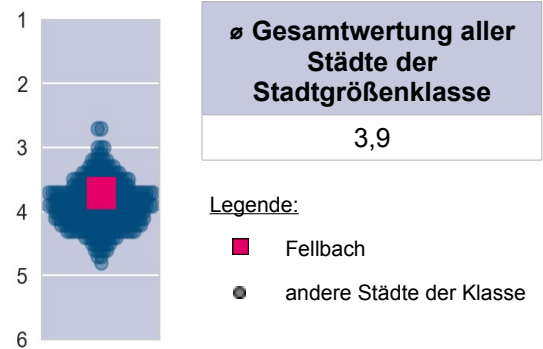 1
2
3
4
5
6
ø Gesamtwertung aller
Städte der
Stadtgrößenklasse
3,9
Legende:
Fellbach
andere Städte der Klasse